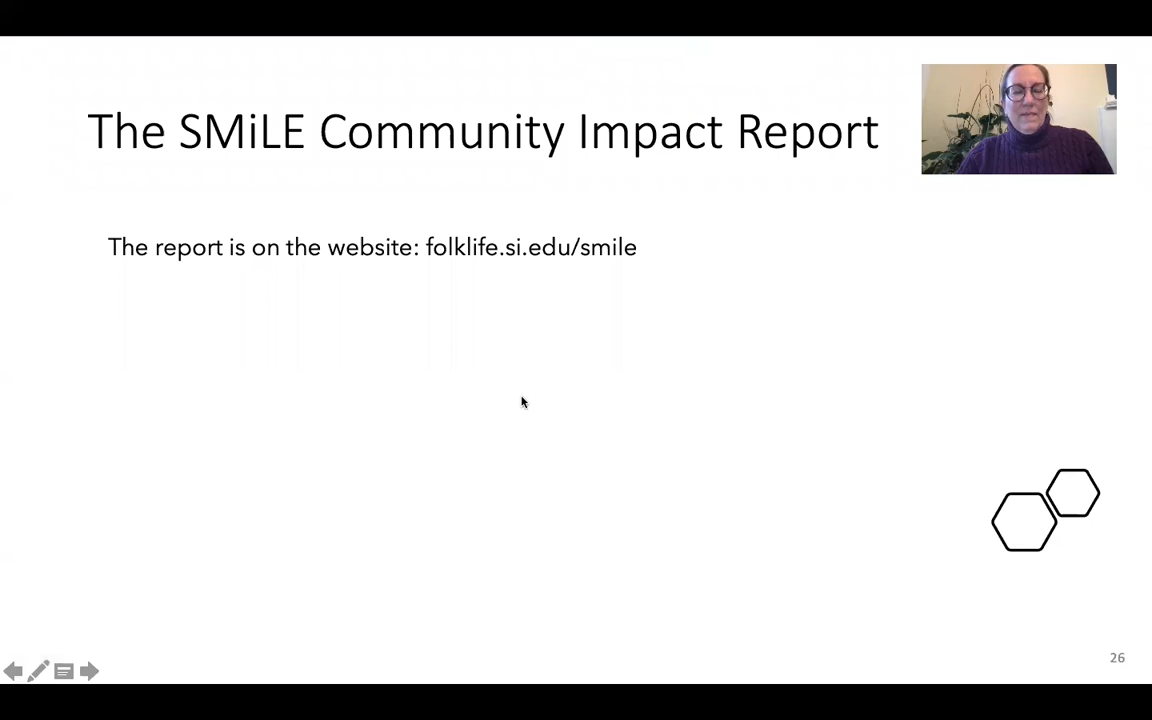 The SMiLE Community Impact Report
The report is on the website: folklife.si.edu/smile
26